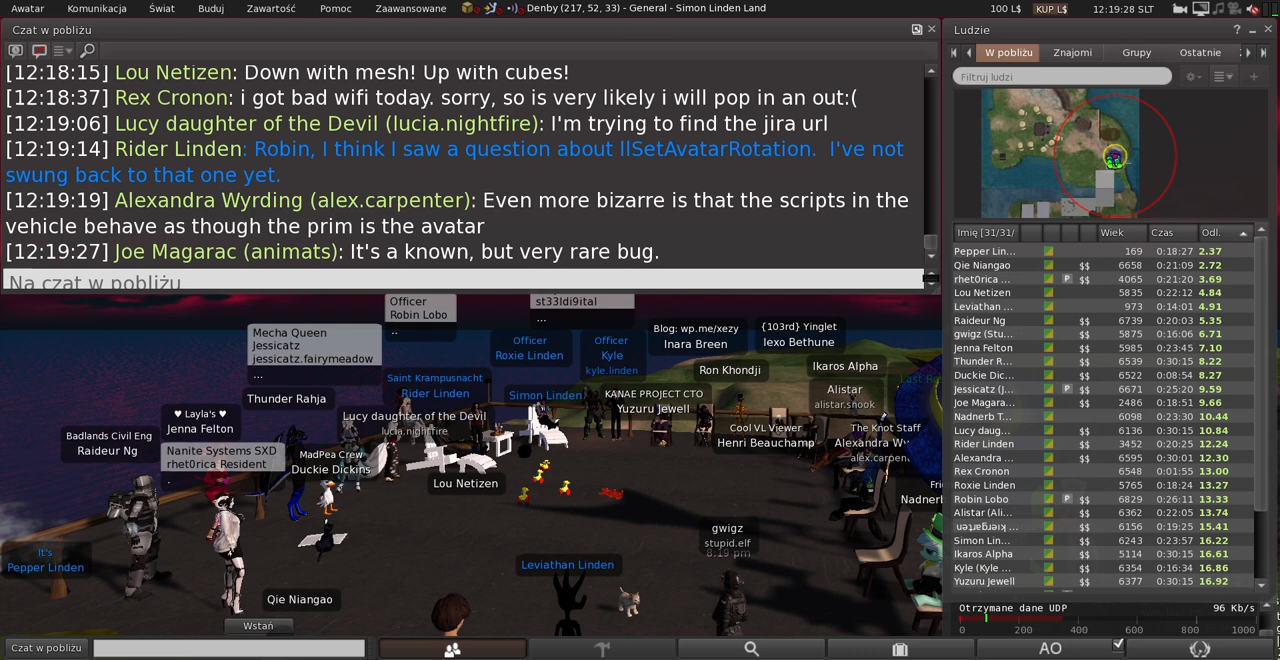 Awatar Komunikacja Świat Buduj Zawartość Pomoc Zaawansowane Denby (217, 52, 33) - General - Simon Linden Land 100 L$ KUP L$ 12:19:28 SLT
Czat w pobliżu
[12:18:15] Lou Netizen: Down with mesh! Up with cubes!
[12:18:37] Rex Cronon: i got bad wifi today. sorry, so is very likely i will pop in an out:(
[12:19:06] Lucy daughter of the Devil (lucia.nightfire): I'm trying to find the jira url
[12:19:14] Rider Linden: Robin, I think I saw a question about llSetAvatarRotation. I've not
swung back to that one yet.
[12:19:19] Alexandra Wyrding (alex.carpenter): Even more bizarre is that the scripts in the
vehicle behave as though the prim is the avatar
[12:19:27] Joe Magarac (animats): It's a known, but very rare bug.
Na czat w pobliżu
Officer
Robin Lobo
..
st33ldi9ital
...
Mecha Queen
Jessicatz
jessicatz.fairymeadow
...
Officer
Roxie Linden
Officer
Kyle
kyle.linden
Blog: wp.me/xezy
Inara Breen
{103rd} Yinglet
Iexo Bethune
Ron Khondji
Ikaros Alpha
Thunder Rahja
Saint Krampusnacht
Rider Linden
Simon Linden
KANAE PROJECT CTO
Yuzuru Jewell
Alistar
alistar.snook
♥ Layla's ♥
Jenna Felton
Lucy daughter of the Devil
lucia.nightfire
Cool VL Viewer
Henri Beauchamp
The Knot Staff
Alexandra Wy
alex.carpen
Badlands Civil Eng
Raideur Ng
Nanite Systems SXD
rhet0rica Resident
.
MadPea Crew
Duckie Dickins
Lou Netizen
Nadner
gwigz
stupid.elf
8:19 pm
It's
Pepper Linden
Leviathan Linden
Qie Niangao
Wstań
Ludzie
W pobliżu Znajomi Grupy Ostatnie
Filtruj ludzi
Imię [31/31/ Wiek Czas Odl.
Pepper Lin... 169 0:18:27 2.37
Qie Niangao $$ 6658 0:21:09 2.72
rhet0rica ... P $$ 4065 0:21:20 3.69
Lou Netizen 5835 0:22:12 4.84
Leviathan ... 973 0:14:01 4.91
Raideur Ng $$ 6739 0:20:03 5.35
gwigz (Stu... $$ 5875 0:16:06 6.71
Jenna Felton $$ 5985 0:23:45 7.10
Thunder R... $$ 6539 0:30:15 8.22
Duckie Dic... $$ 6522 0:08:54 8.27
Jessicatz (J... P $$ 6671 0:25:20 9.59
Joe Magara... $$ 2486 0:18:51 9.66
Nadnerb T... 6098 0:23:30 10.44
Lucy daug... $$ 6136 0:30:15 10.84
Rider Linden $$ 3452 0:20:25 12.24
Alexandra ... $$ 6595 0:30:01 12.30
Rex Cronon 6548 0:01:55 13.00
Roxie Linden 5765 0:18:24 13.27
Robin Lobo P $$ 6829 0:26:11 13.33
Alistar (Ali... $$ 6362 0:22:05 13.74
$$ 6156 0:19:25 15.41
Simon Lin... $$ 6243 0:23:57 16.22
Ikaros Alpha $$ 5114 0:30:15 16.61
Kyle (Kyle ... $$ 6354 0:16:34 16.86
Yuzuru Jewell $$ 6377 0:30:15 16.92
Otrzymane dane UDP 96 Kb/s
0 200 400 600 800 1000
Czat w pobliżu AO